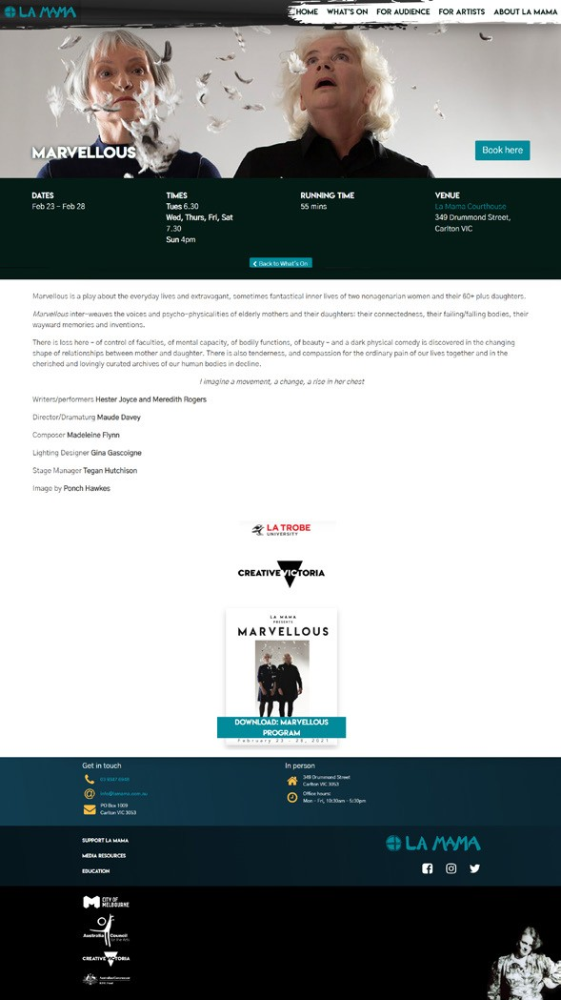 LA MAMA
HOME WHAT'S ON FOR AUDIENCE FOR ARTISTS ABOUT LA MAMA
MARVELLOUS
Book here
DATES
Feb 23 – Feb 28
TIMES
Tues 6.30
Wed, Thurs, Fri, Sat
7.30
Sun 4pm
RUNNING TIME
55 mins
VENUE
La Mama Courthouse
349 Drummond Street,
Carlton VIC
Back to What's On
Marvellous is a play about the everyday lives and extravagant, sometimes fantastical inner lives of two nonagenarian women and their 60+ plus daughters.
Marvellous inter-weaves the voices and psycho-physicalities of elderly mothers and their daughters: their connectedness, their failing/falling bodies, their
wayward memories and inventions.
There is loss here – of control of faculties, of mental capacity, of bodily functions, of beauty – and a dark physical comedy is discovered in the changing
shape of relationships between mother and daughter. There is also tenderness, and compassion for the ordinary pain of our lives together and in the
cherished and lovingly curated archives of our human bodies in decline.
I imagine a movement, a change, a rise in her chest
Writers/performers Hester Joyce and Meredith Rogers
Director/Dramaturg Maude Davey
Composer Madeleine Flynn
Lighting Designer Gina Gascoigne
Stage Manager Tegan Hutchison
Image by Ponch Hawkes
LA TROBE
UNIVERSITY
CREATIVE VICTORIA
LA MAMA
PRESENTS
MARVELLOUS
DOWNLOAD: MARVELLOUS
PROGRAM
February 23 - 28, 2021
Get in touch
info@lamama.com.au
PO Box 1009
Carlton VIC 3053
In person
349 Drummond Street
Carlton VIC 3053
Office hours:
Mon – Fri, 10:30am – 5:30pm
SUPPORT LA MAMA
MEDIA RESOURCES
EDUCATION
LA MAMA
CITY OF
MELBOURNE
Australia Council
for the Arts
CREATIVE VICTORIA
Australian Government